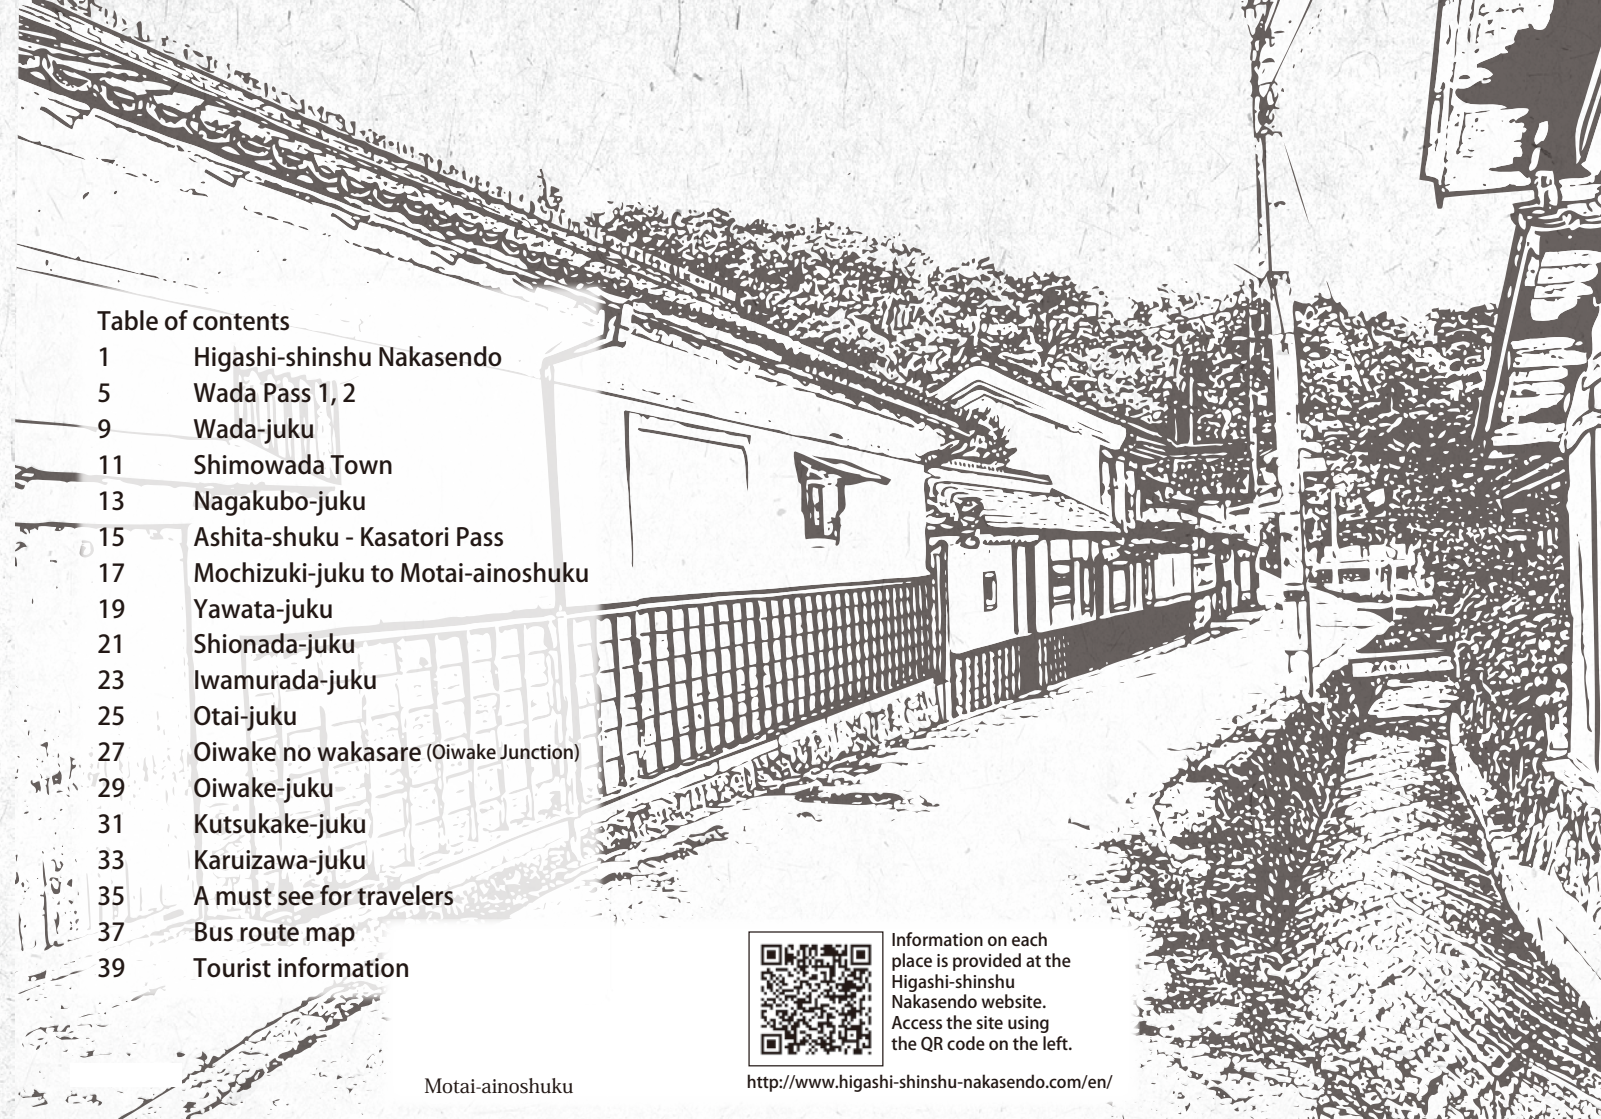 Table of contents
1 Higashi-shinshu Nakasendo
5 Wada Pass 1, 2
9 Wada-juku
11 Shimowada Town
13 Nagakubo-juku
15 Ashita-shuku - Kasatori Pass
17 Mochizuki-juku to Motai-ainoshuku
19 Yawata-juku
21 Shionada-juku
23 Iwamurada-juku
25 Otai-juku
27 Oiwake no wakasare (Oiwake Junction)
29 Oiwake-juku
31 Kutsukake-juku
33 Karuizawa-juku
35 A must see for travelers
37 Bus route map
39 Tourist information
Information on each
place is provided at the
Higashi-shinshu
Nakasendo website.
Access the site using
the QR code on the left.
http://www.higashi-shinshu-nakasendo.com/en/
Motai-ainoshuku